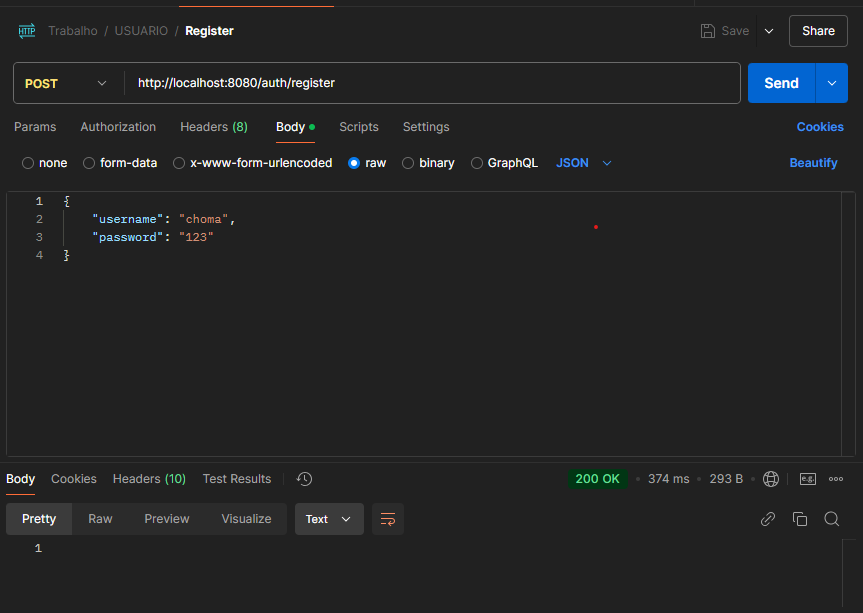 HTTP Trabalho / USUARIO / Register Save Share
POST http://localhost:8080/auth/register Send
Params Authorization Headers (8) Body Scripts Settings Cookies
none form-data x-www-form-urlencoded raw binary GraphQL JSON Beautify
1 {
2 "username": "choma",
3 "password": "123"
4 }
Body Cookies Headers (10) Test Results 200 OK • 374 ms • 293 B • e.g.
Pretty Raw Preview Visualize Text
1